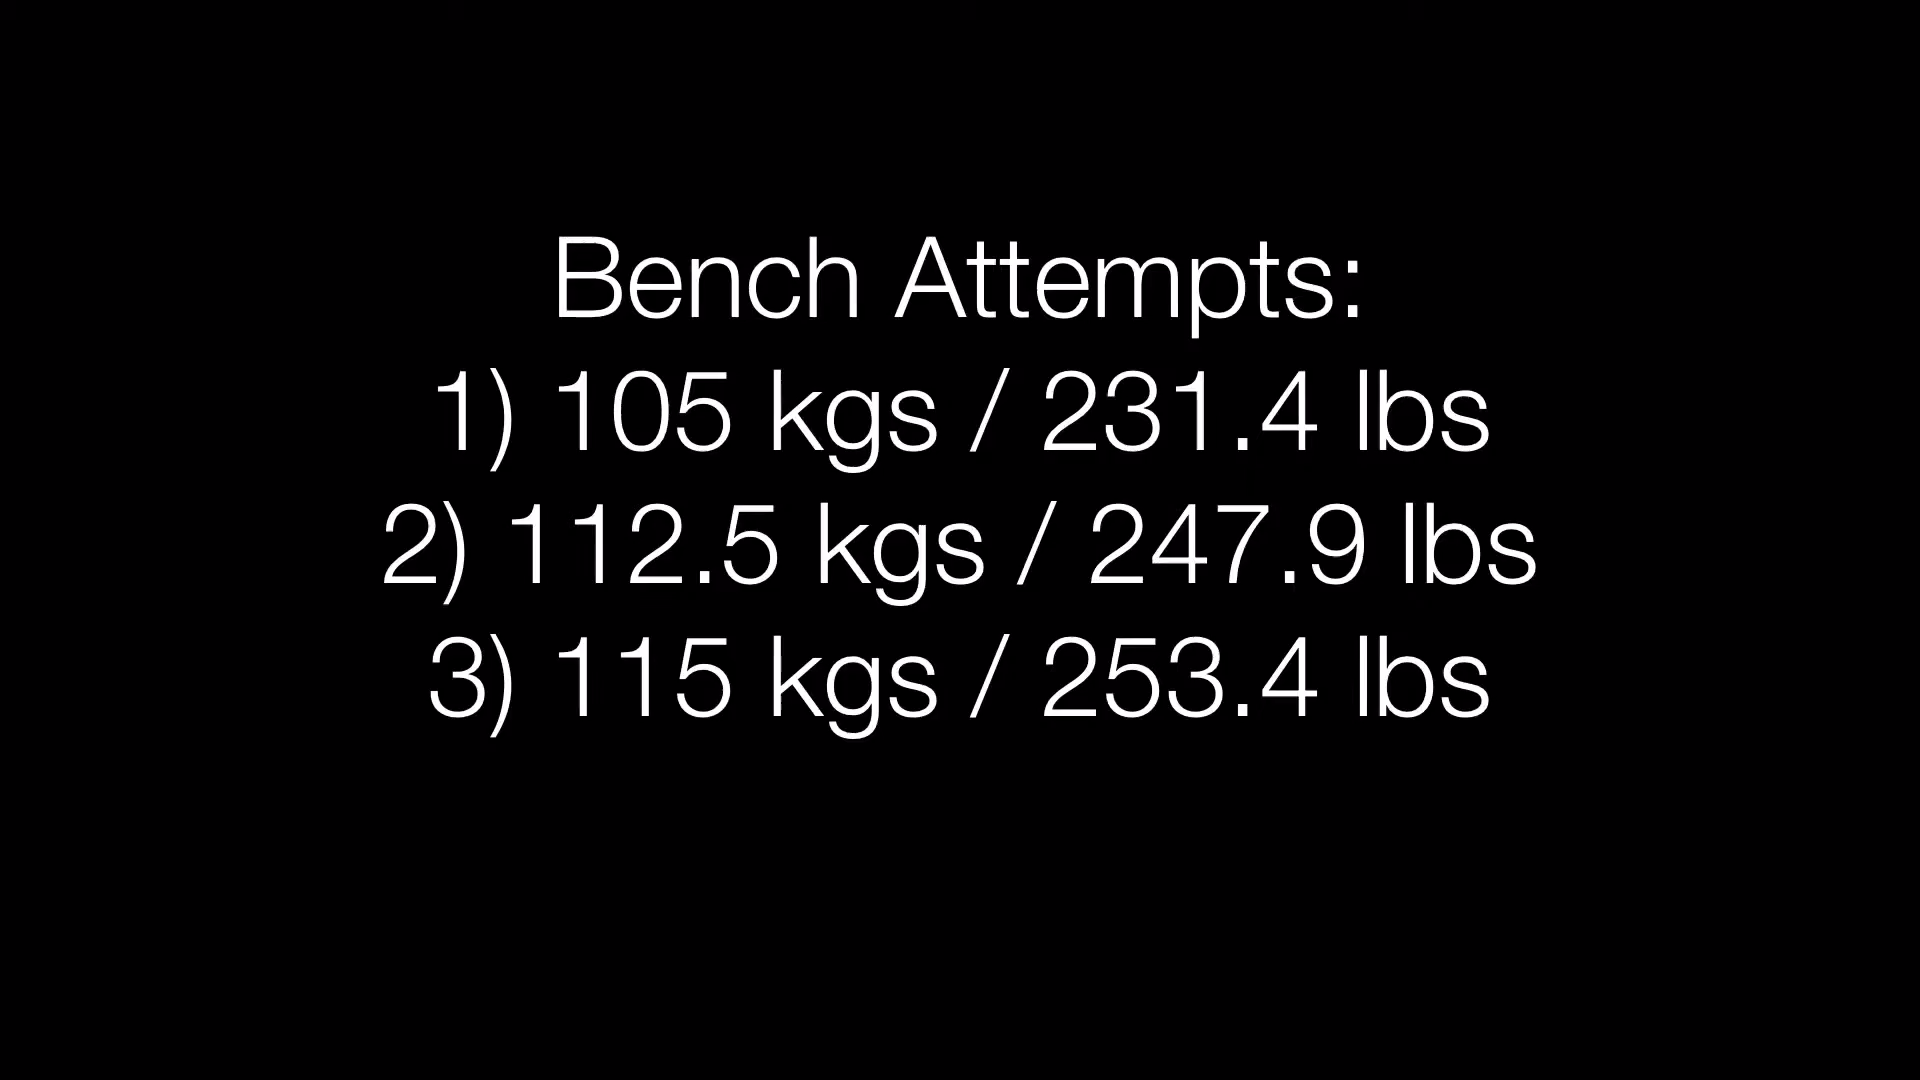 Bench Attempts:
1) 105 kgs / 231.4 lbs
2) 112.5 kgs / 247.9 lbs
3) 115 kgs / 253.4 lbs